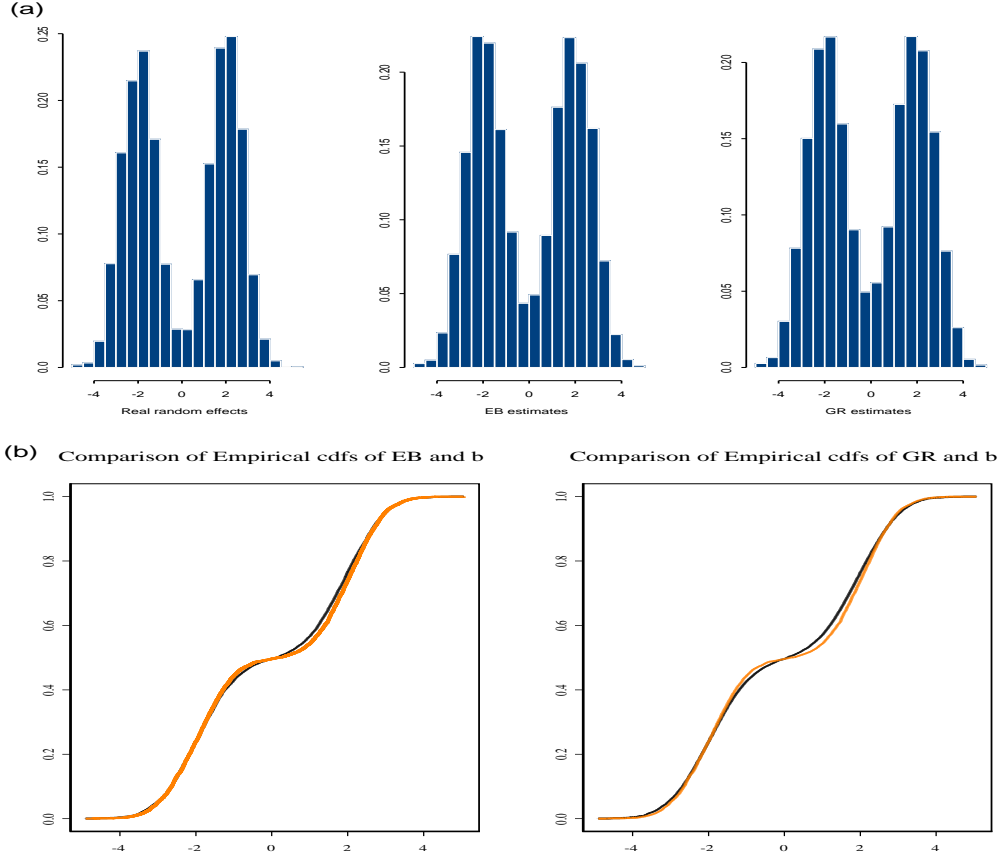 (a)
0.25
0.20
0.15
0.10
0.05
0.0
-4 -2 0 2 4
Real random effects
0.20
0.15
0.10
0.05
0.0
-4 -2 0 2 4
EB estimates
0.20
0.15
0.10
0.05
0.0
-4 -2 0 2 4
GR estimates
(b)
Comparison of Empirical cdfs of EB and b
1.0
0.8
0.6
0.4
0.2
0.0
-4 -2 0 2 4
Comparison of Empirical cdfs of GR and b
1.0
0.8
0.6
0.4
0.2
0.0
-4 -2 0 2 4